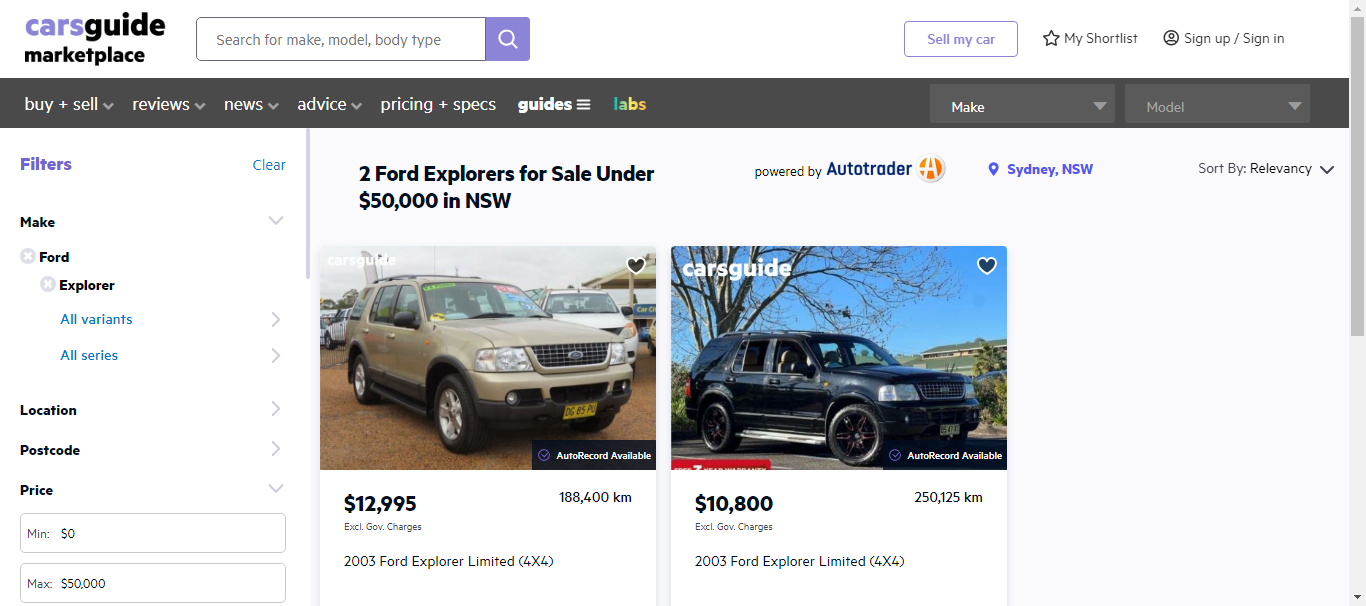 carsguide
marketplace
Search for make, model, body type
Sell my car
My Shortlist
Sign up / Sign in
buy + sell
reviews
news
advice
pricing + specs
guides
labs
Make
Model
Filters
Clear
Make
Ford
Explorer
All variants
All series
Location
Postcode
Price
Min: $0
Max: $50,000
2 Ford Explorers for Sale Under
$50,000 in NSW
powered by Autotrader
Sydney, NSW
Sort By: Relevancy
carsguide
DG 85 PU
AutoRecord Available
$12,995
188,400 km
Excl. Gov. Charges
2003 Ford Explorer Limited (4X4)
carsguide
AutoRecord Available
$10,800
250,125 km
Excl. Gov. Charges
2003 Ford Explorer Limited (4X4)